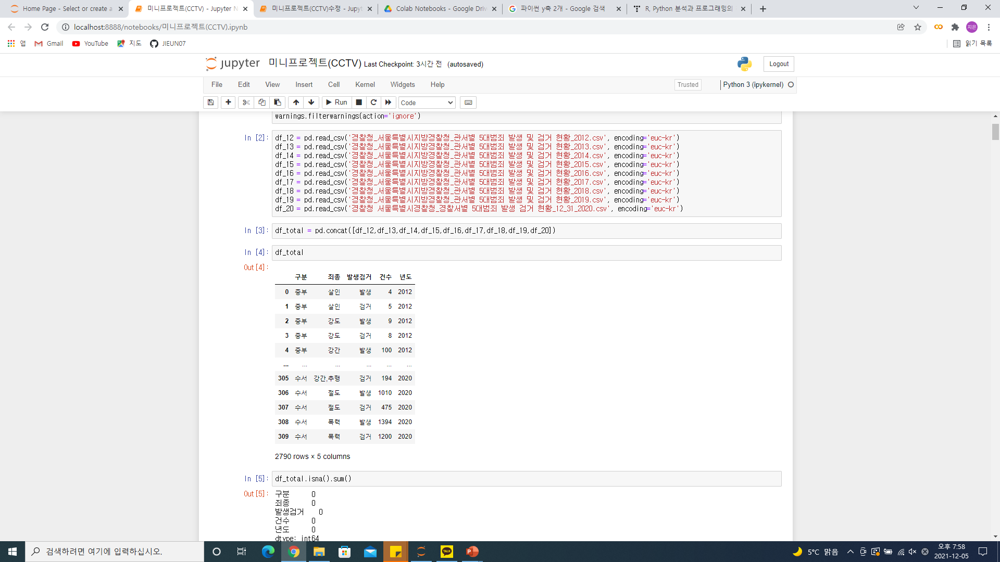 Home Page - Select or create a
미니프로젝트(CCTV) - Jupyter N
미니프로젝트(CCTV)수정 - Jupyt
Colab Notebooks - Google Driv
파이썬 y축 2개 - Google 검색
R, Python 분석과 프로그래밍의
localhost:8888/notebooks/미니프로젝트(CCTV).ipynb
지은
앱
Gmail
YouTube
지도
JIEUN07
읽기 목록
jupyter 미니프로젝트(CCTV) Last Checkpoint: 3시간 전 (autosaved)
Logout
File Edit View Insert Cell Kernel Widgets Help
Trusted
Python 3 (ipykernel)
Run
Code
warnings.filterwarnings(action='ignore')
In [2]: df_12 = pd.read_csv('경찰청_서울특별시지방경찰청_관서별 5대범죄 발생 및 검거 현황_2012.csv', encoding='euc-kr')
df_13 = pd.read_csv('경찰청_서울특별시지방경찰청_관서별 5대범죄 발생 및 검거 현황_2013.csv', encoding='euc-kr')
df_14 = pd.read_csv('경찰청_서울특별시지방경찰청_관서별 5대범죄 발생 및 검거 현황_2014.csv', encoding='euc-kr')
df_15 = pd.read_csv('경찰청_서울특별시지방경찰청_관서별 5대범죄 발생 및 검거 현황_2015.csv', encoding='euc-kr')
df_16 = pd.read_csv('경찰청_서울특별시지방경찰청_관서별 5대범죄 발생 및 검거 현황_2016.csv', encoding='euc-kr')
df_17 = pd.read_csv('경찰청_서울특별시지방경찰청_관서별 5대범죄 발생 및 검거 현황_2017.csv', encoding='euc-kr')
df_18 = pd.read_csv('경찰청_서울특별시지방경찰청_관서별 5대범죄 발생 및 검거 현황_2018.csv', encoding='euc-kr')
df_19 = pd.read_csv('경찰청_서울특별시지방경찰청_관서별 5대범죄 발생 및 검거 현황_2019.csv', encoding='euc-kr')
df_20 = pd.read_csv('경찰청 서울특별시경찰청_경찰서별 5대범죄 발생 검거 현황_12_31_2020.csv', encoding='euc-kr')
In [3]: df_total = pd.concat([df_12,df_13,df_14,df_15,df_16,df_17,df_18,df_19,df_20])
In [4]: df_total
Out[4]:
구분 죄종 발생검거 건수 년도
0 중부 살인 발생 4 2012
1 중부 살인 검거 5 2012
2 중부 강도 발생 9 2012
3 중부 강도 검거 8 2012
4 중부 강간 발생 100 2012
... ... ... ... ... ...
305 수서 강간,추행 검거 194 2020
306 수서 절도 발생 1010 2020
307 수서 절도 검거 475 2020
308 수서 폭력 발생 1394 2020
309 수서 폭력 검거 1200 2020
2790 rows × 5 columns
In [5]: df_total.isna().sum()
Out[5]: 구분 0
죄종 0
발생검거 0
건수 0
년도 0
dtype: int64
검색하려면 여기에 입력하십시오.
TALK
5°C 맑음
오후 7:58
2021-12-05